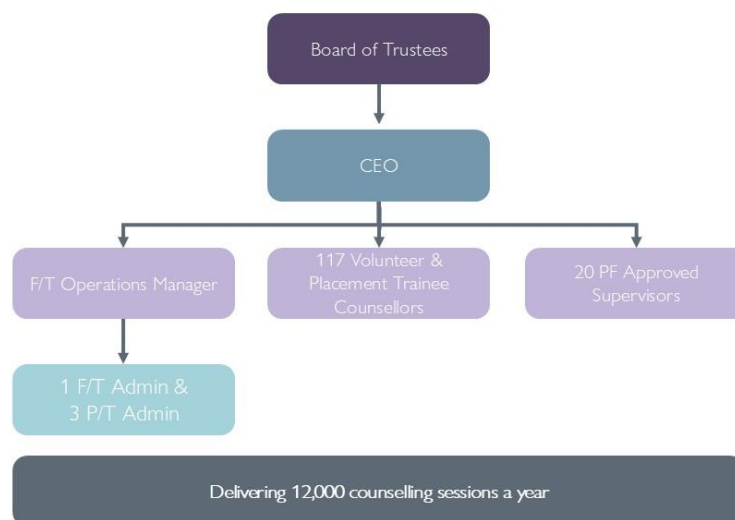 Board of Trustees
CEO
F/T Operations Manager
117 Volunteer &
Placement Trainee
Counsellors
20 PF Approved
Supervisors
1 F/T Admin &
3 P/T Admin
Delivering 12,000 counselling sessions a year